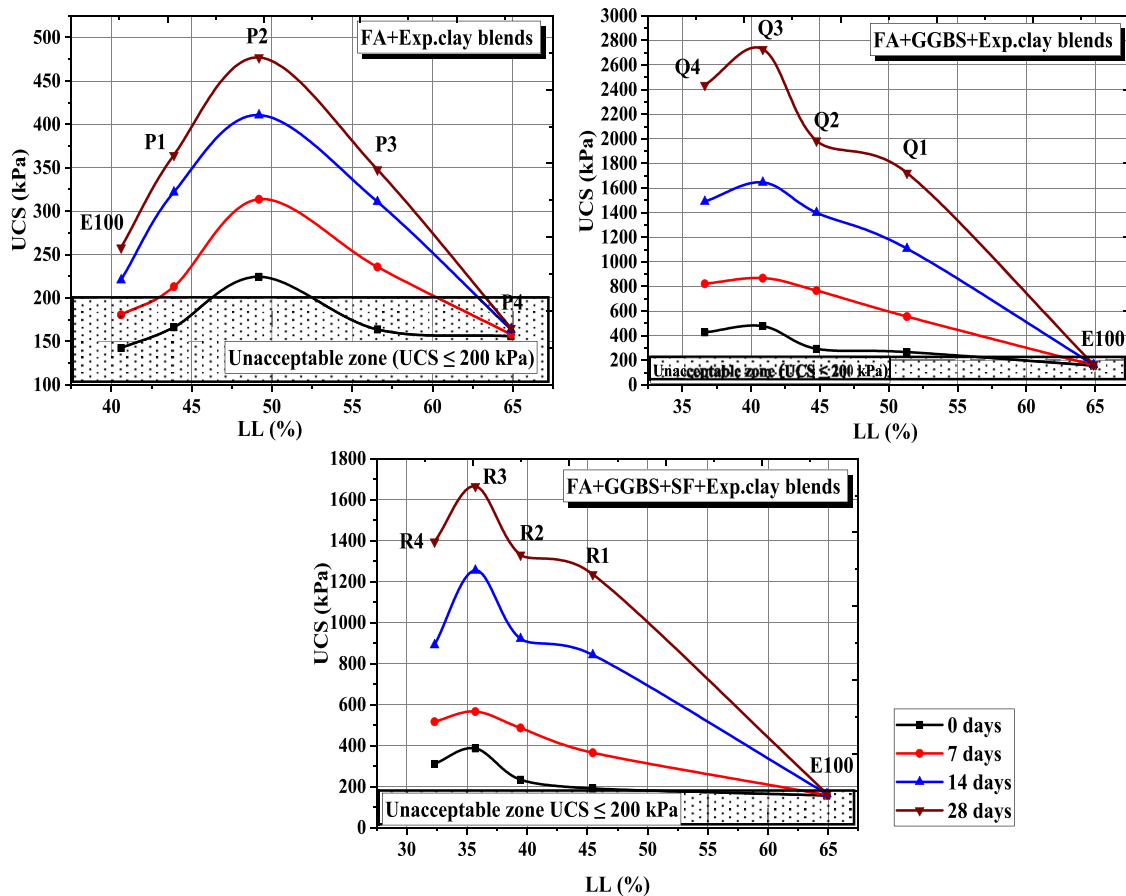 FA+Exp.clay blends
UCS (kPa)
500
450
400
350
300
250
200
150
100
P2
P1
P3
E100
P4
Unacceptable zone (UCS ≤ 200 kPa)
40 45 50 55 60 65
LL (%)
FA+GGBS+Exp.clay blends
UCS (kPa)
3000
2800
2600
2400
2200
2000
1800
1600
1400
1200
1000
800
600
400
200
0
Q3
Q4
Q2
Q1
E100
Unacceptable zone (UCS ≤ 200 kPa)
35 40 45 50 55 60 65
LL (%)
FA+GGBS+SF+Exp.clay blends
UCS (kPa)
1800
1600
1400
1200
1000
800
600
400
200
0
R3
R4
R2
R1
E100
Unacceptable zone UCS ≤ 200 kPa
30 35 40 45 50 55 60 65
LL (%)
0 days
7 days
14 days
28 days